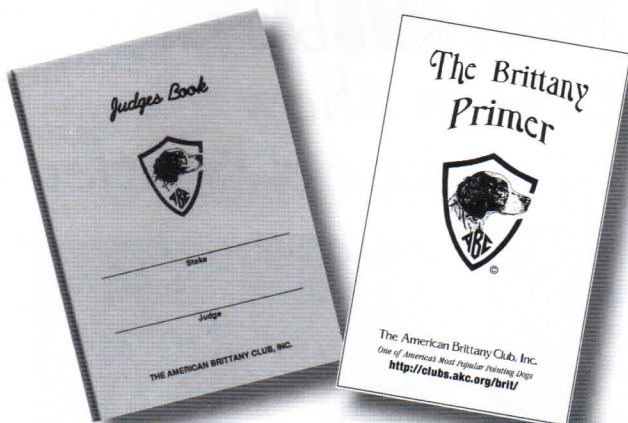 Judges Book
ABC
Stake
Judge
THE AMERICAN BRITTANY CLUB, INC.
The Brittany
Primer
ABC
©
The American Brittany Club, Inc.
One of America's Most Popular Pointing Dogs
http://clubs.akc.org/brit/